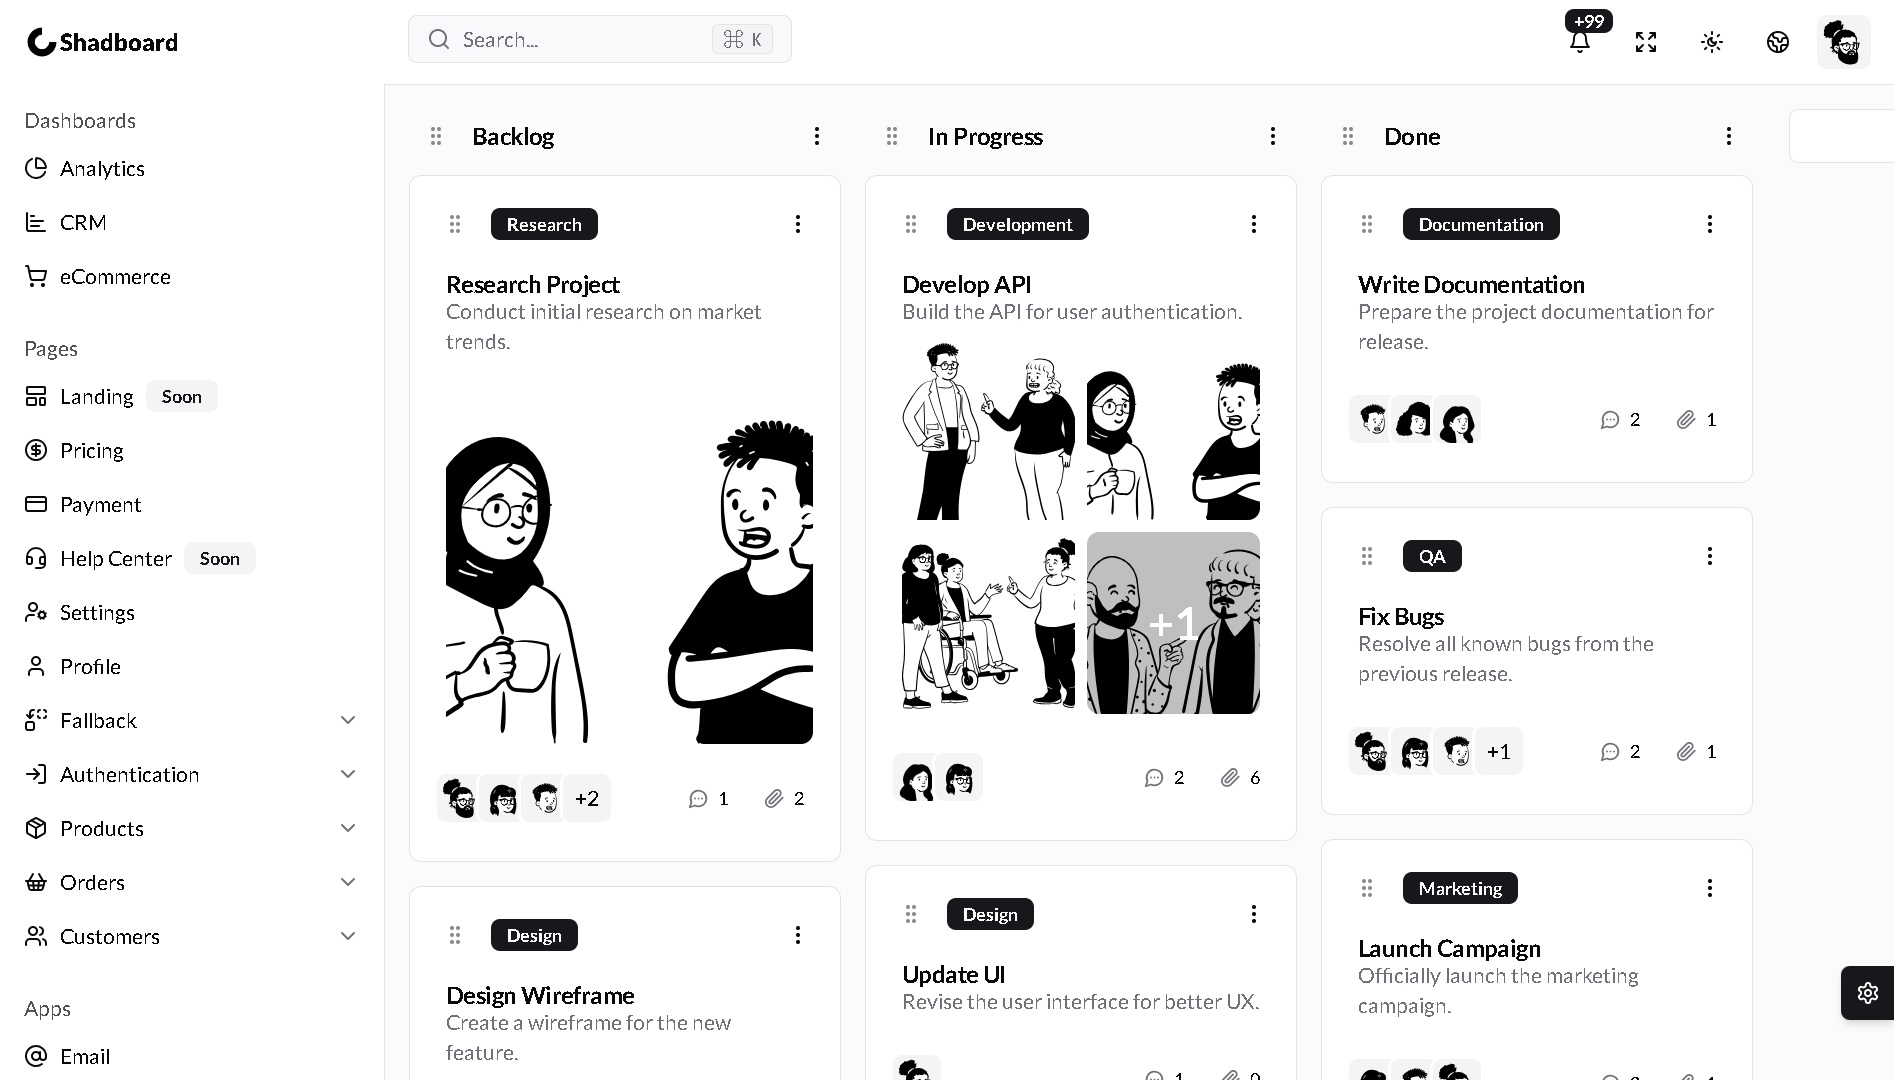 Shadboard
Search...
⌘ K
+99
Dashboards
Analytics
CRM
eCommerce
Pages
Landing Soon
Pricing
Payment
Help Center Soon
Settings
Profile
Fallback
Authentication
Products
Orders
Customers
Apps
Email
Backlog
Research
Research Project
Conduct initial research on market
trends.
+2
1
2
Design
Design Wireframe
Create a wireframe for the new
feature.
In Progress
Development
Develop API
Build the API for user authentication.
+1
2
6
Design
Update UI
Revise the user interface for better UX.
1
0
Done
Documentation
Write Documentation
Prepare the project documentation for
release.
2
1
QA
Fix Bugs
Resolve all known bugs from the
previous release.
+1
2
1
Marketing
Launch Campaign
Officially launch the marketing
campaign.